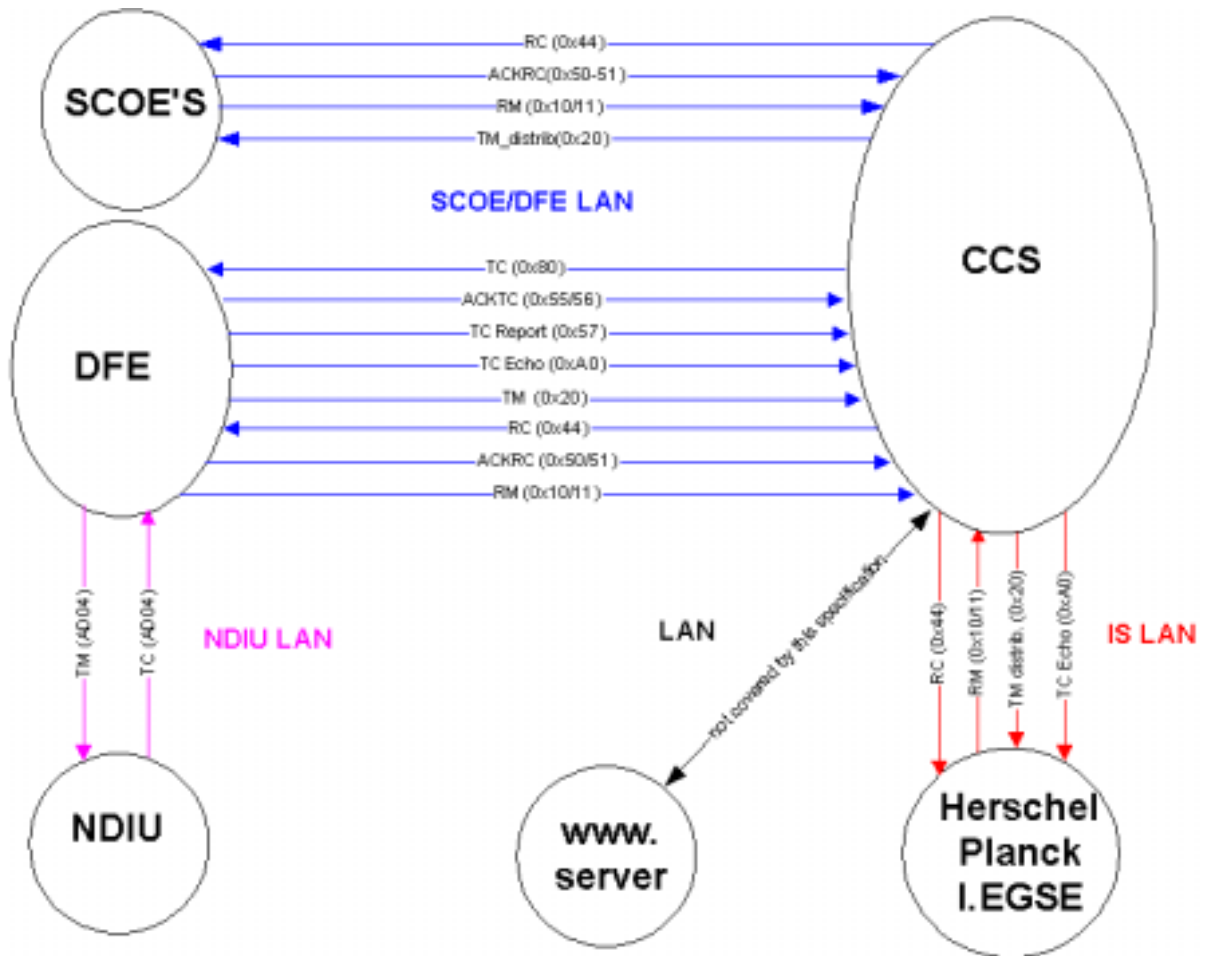 RC (0x44)
ACKRC(0x50-51)
SCOE'S
RM (0x10/11)
TM_distrib(0x20)
SCOE/DFE LAN
CCS
TC (0x80)
ACKTC (0x55/56)
TC Report (0x57)
DFE
TC Echo (0xA0)
TM (0x20)
RC (0x44)
ACKRC (0x50/51)
RM (0x10/11)
TM (AD04)
TC (AD04)
NDIU LAN
LAN
not covered by this specification
RC (0x44)
RM (0x10/11)
TM distrib. (0x20)
TC Echo (0xA0)
IS LAN
NDIU
www.
server
Herschel
Planck
I.EGSE